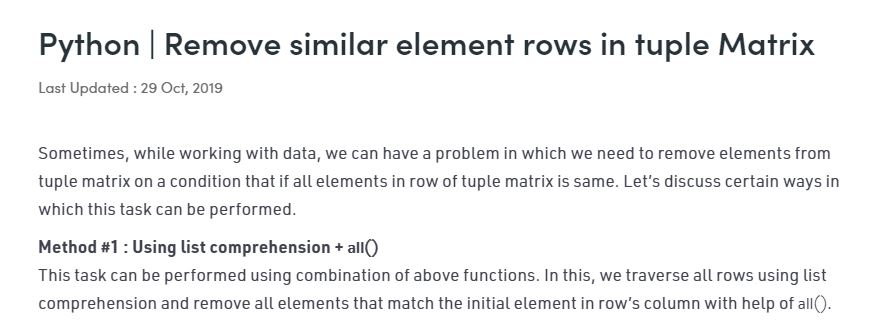 Python | Remove similar element rows in tuple Matrix
Last Updated : 29 Oct, 2019
Sometimes, while working with data, we can have a problem in which we need to remove elements from
tuple matrix on a condition that if all elements in row of tuple matrix is same. Let’s discuss certain ways in
which this task can be performed.
Method #1 : Using list comprehension + all()
This task can be performed using combination of above functions. In this, we traverse all rows using list
comprehension and remove all elements that match the initial element in row’s column with help of all().